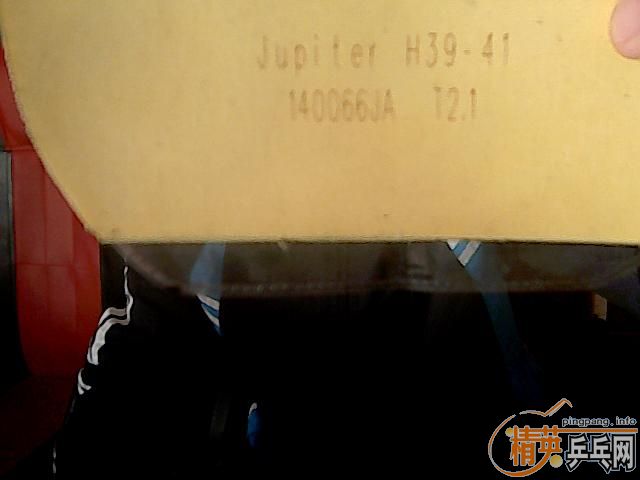 Jupiter H39-41
140066JA T2.1
pingpang.info
精英乒乓网